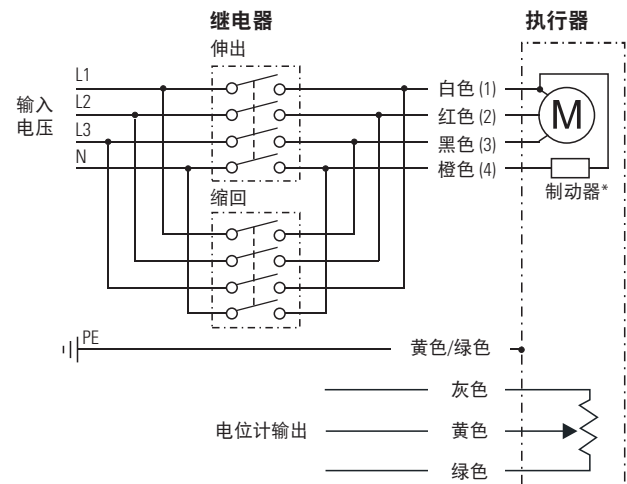 继电器
执行器
伸出
输入
电压
L1
L2
L3
N
白色 (1)
红色 (2)
黑色 (3)
橙色 (4)
M
制动器*
缩回
PE
黄色/绿色
灰色
电位计输出
黄色
绿色